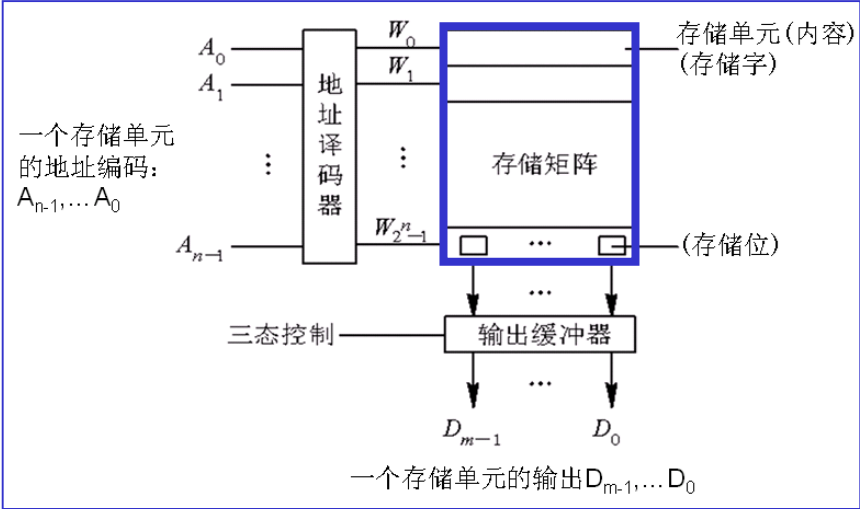 A₀
A₁
⋮
Aₙ₋₁
一个存储单元
的地址编码：
Aₙ₋₁,…A₀
地址译码器
W₀
W₁
⋮
W₂ⁿ₋₁
存储矩阵
…
存储单元(内容)
(存储字)
(存储位)
…
三态控制
输出缓冲器
…
Dₘ₋₁
D₀
一个存储单元的输出Dₘ₋₁,…D₀